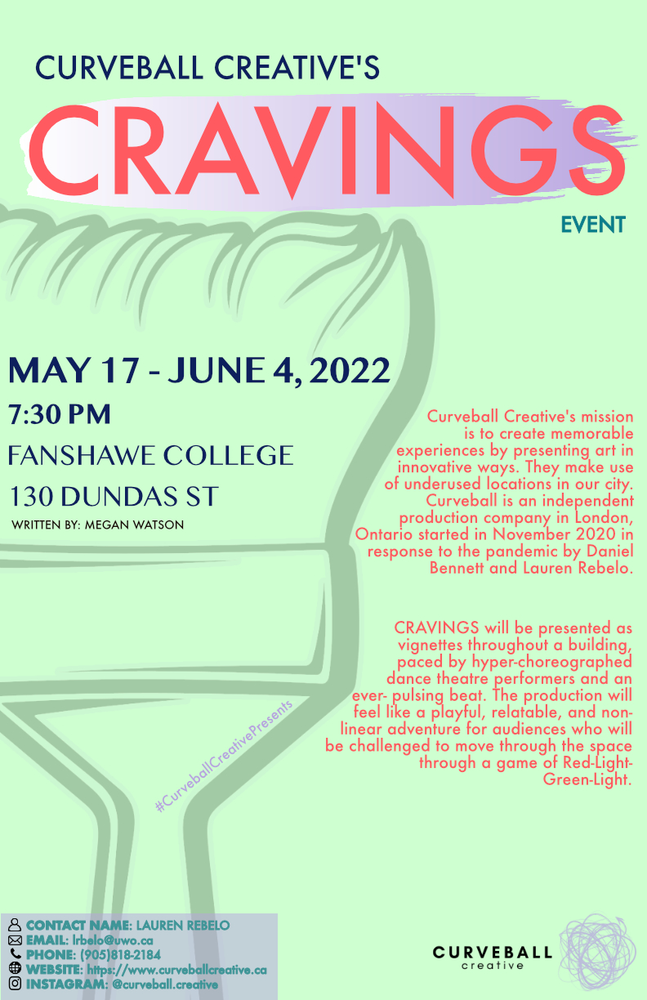 CURVEBALL CREATIVE'S
CRAVINGS
EVENT
MAY 17 - JUNE 4, 2022
7:30 PM
FANSHAWE COLLEGE
130 DUNDAS ST
WRITTEN BY: MEGAN WATSON
Curveball Creative's mission
is to create memorable
experiences by presenting art in
innovative ways. They make use
of underused locations in our city.
Curveball is an independent
production company in London,
Ontario started in November 2020 in
response to the pandemic by Daniel
Bennett and Lauren Rebelo.
CRAVINGS will be presented as
vignettes throughout a building,
paced by hyper-choreographed
dance theatre performers and an
ever- pulsing beat. The production will
feel like a playful, relatable, and non-
linear adventure for audiences who will
be challenged to move through the space
through a game of Red-Light-
Green-Light.
#CurveballCreativePresents
CONTACT NAME: LAUREN REBELO
EMAIL: lrbelo@uwo.ca
PHONE: (905)818-2184
WEBSITE: https://www.curveballcreative.ca
INSTAGRAM: @curveball.creative
CURVEBALL
creative